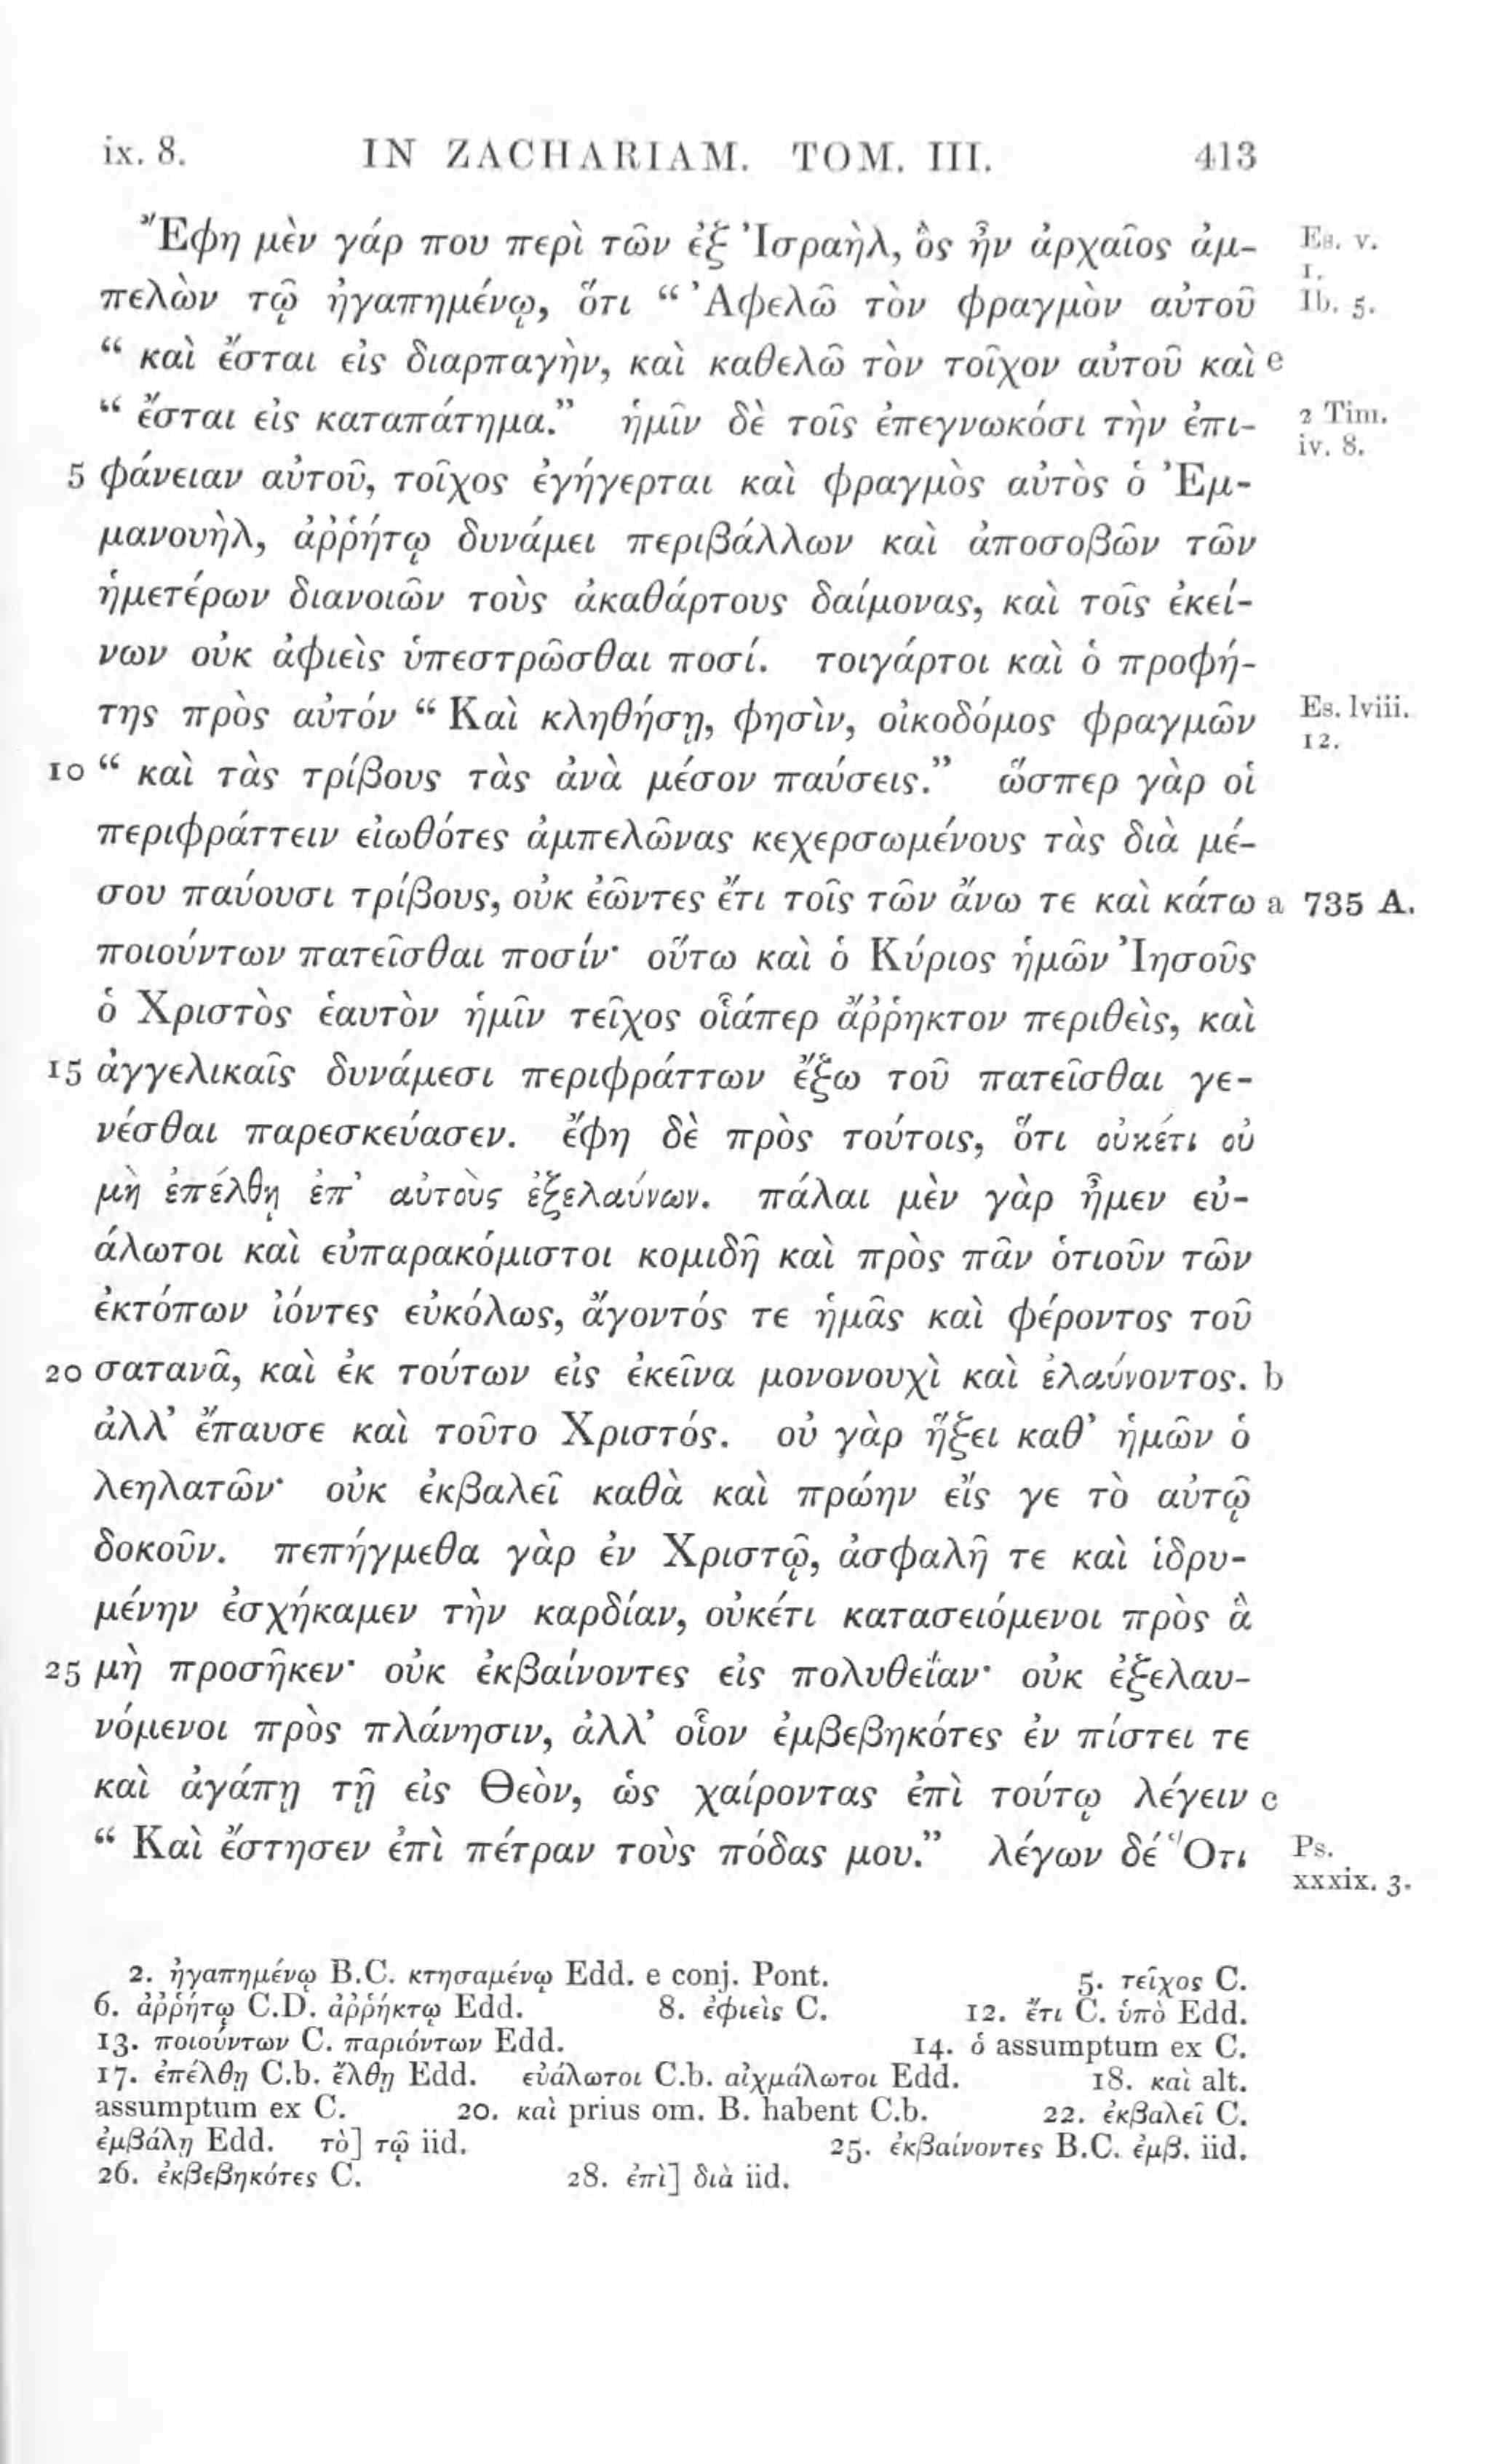 ix. 8. IN ZACHARIAM. TOM. III. 413
Ἔφη μὲν γάρ που περὶ τῶν ἐξ Ἰσραὴλ, ὃς ἦν ἀρχαῖος ἀμ- Es. v. 1.
πελὼν τῷ ἠγαπημένῳ, ὅτι “ Ἀφελῶ τὸν φραγμὸν αὐτοῦ Ib. 5.
“ καὶ ἔσται εἰς διαρπαγὴν, καὶ καθελῶ τὸν τοῖχον αὐτοῦ καὶ e
“ ἔσται εἰς καταπάτημα.” ἡμῖν δὲ τοῖς ἐπεγνωκόσι τὴν ἐπι- 2 Tim. iv. 8.
5 φάνειαν αὐτοῦ, τοῖχος ἐγήγερται καὶ φραγμὸς αὐτὸς ὁ Ἐμ-
μανουὴλ, ἀῤῥήτῳ δυνάμει περιβάλλων καὶ ἀποσοβῶν τῶν
ἡμετέρων διανοιῶν τοὺς ἀκαθάρτους δαίμονας, καὶ τοῖς ἐκεί-
νων οὐκ ἀφιεὶς ὑπεστρῶσθαι ποσί. τοιγάρτοι καὶ ὁ προφή-
της πρὸς αὐτόν “ Καὶ κληθήσῃ, φησὶν, οἰκοδόμος φραγμῶν Es. lviii. 12.
10 “ καὶ τὰς τρίβους τὰς ἀνὰ μέσον παύσεις.” ὥσπερ γὰρ οἱ
περιφράττειν εἰωθότες ἀμπελῶνας κεχερσωμένους τὰς διὰ μέ-
σου παύουσι τρίβους, οὐκ ἐῶντες ἔτι τοῖς τῶν ἄνω τε καὶ κάτω a 735 A.
ποιούντων πατεῖσθαι ποσίν· οὕτω καὶ ὁ Κύριος ἡμῶν Ἰησοῦς
ὁ Χριστὸς ἑαυτὸν ἡμῖν τεῖχος οἷάπερ ἄῤῥηκτον περιθεὶς, καὶ
15 ἀγγελικαῖς δυνάμεσι περιφράττων ἔξω τοῦ πατεῖσθαι γε-
νέσθαι παρεσκεύασεν. ἔφη δὲ πρὸς τούτοις, ὅτι οὐκέτι οὐ
μὴ ἐπέλθῃ ἐπ’ αὐτοὺς ἐξελαύνων. πάλαι μὲν γὰρ ἦμεν εὐ-
άλωτοι καὶ εὐπαρακόμιστοι κομιδῆ καὶ πρὸς πᾶν ὁτιοῦν τῶν
ἐκτόπων ἰόντες εὐκόλως, ἄγοντός τε ἡμᾶς καὶ φέροντος τοῦ
20 σατανᾶ, καὶ ἐκ τούτων εἰς ἐκεῖνα μονονουχὶ καὶ ἐλαύνοντος. b
ἀλλ’ ἔπαυσε καὶ τοῦτο Χριστός. οὐ γὰρ ἥξει καθ’ ἡμῶν ὁ
λεηλατῶν· οὐκ ἐκβαλεῖ καθὰ καὶ πρώην εἴς γε τὸ αὐτῷ
δοκοῦν. πεπήγμεθα γὰρ ἐν Χριστῷ, ἀσφαλῆ τε καὶ ἱδρυ-
μένην ἐσχήκαμεν τὴν καρδίαν, οὐκέτι κατασειόμενοι πρὸς ἃ
25 μὴ προσῆκεν· οὐκ ἐκβαίνοντες εἰς πολυθεΐαν· οὐκ ἐξελαυ-
νόμενοι πρὸς πλάνησιν, ἀλλ’ οἷον ἐμβεβηκότες ἐν πίστει τε
καὶ ἀγάπῃ τῇ εἰς Θεὸν, ὡς χαίροντας ἐπὶ τούτῳ λέγειν c
“ Καὶ ἔστησεν ἐπὶ πέτραν τοὺς πόδας μου.” λέγων δέ Ὅτι Ps. xxxix. 3.
2. ἠγαπημένῳ B.C. κτησαμένῳ Edd. e conj. Pont. 5. τεῖχος C.
6. ἀῤῥήτῳ C.D. ἀῤῥήκτῳ Edd. 8. ἐφιεὶς C. 12. ἔτι C. ὑπὸ Edd.
13. ποιούντων C. παριόντων Edd. 14. ὁ assumptum ex C.
17. ἐπέλθῃ C.b. ἔλθῃ Edd. εὐάλωτοι C.b. αἰχμάλωτοι Edd. 18. καὶ alt.
assumptum ex C. 20. καὶ prius om. B. habent C.b. 22. ἐκβαλεῖ C.
ἐμβάλῃ Edd. τὸ] τῷ iid. 25. ἐκβαίνοντες B.C. ἐμβ. iid.
26. ἐκβεβηκότες C. 28. ἐπὶ] διὰ iid.